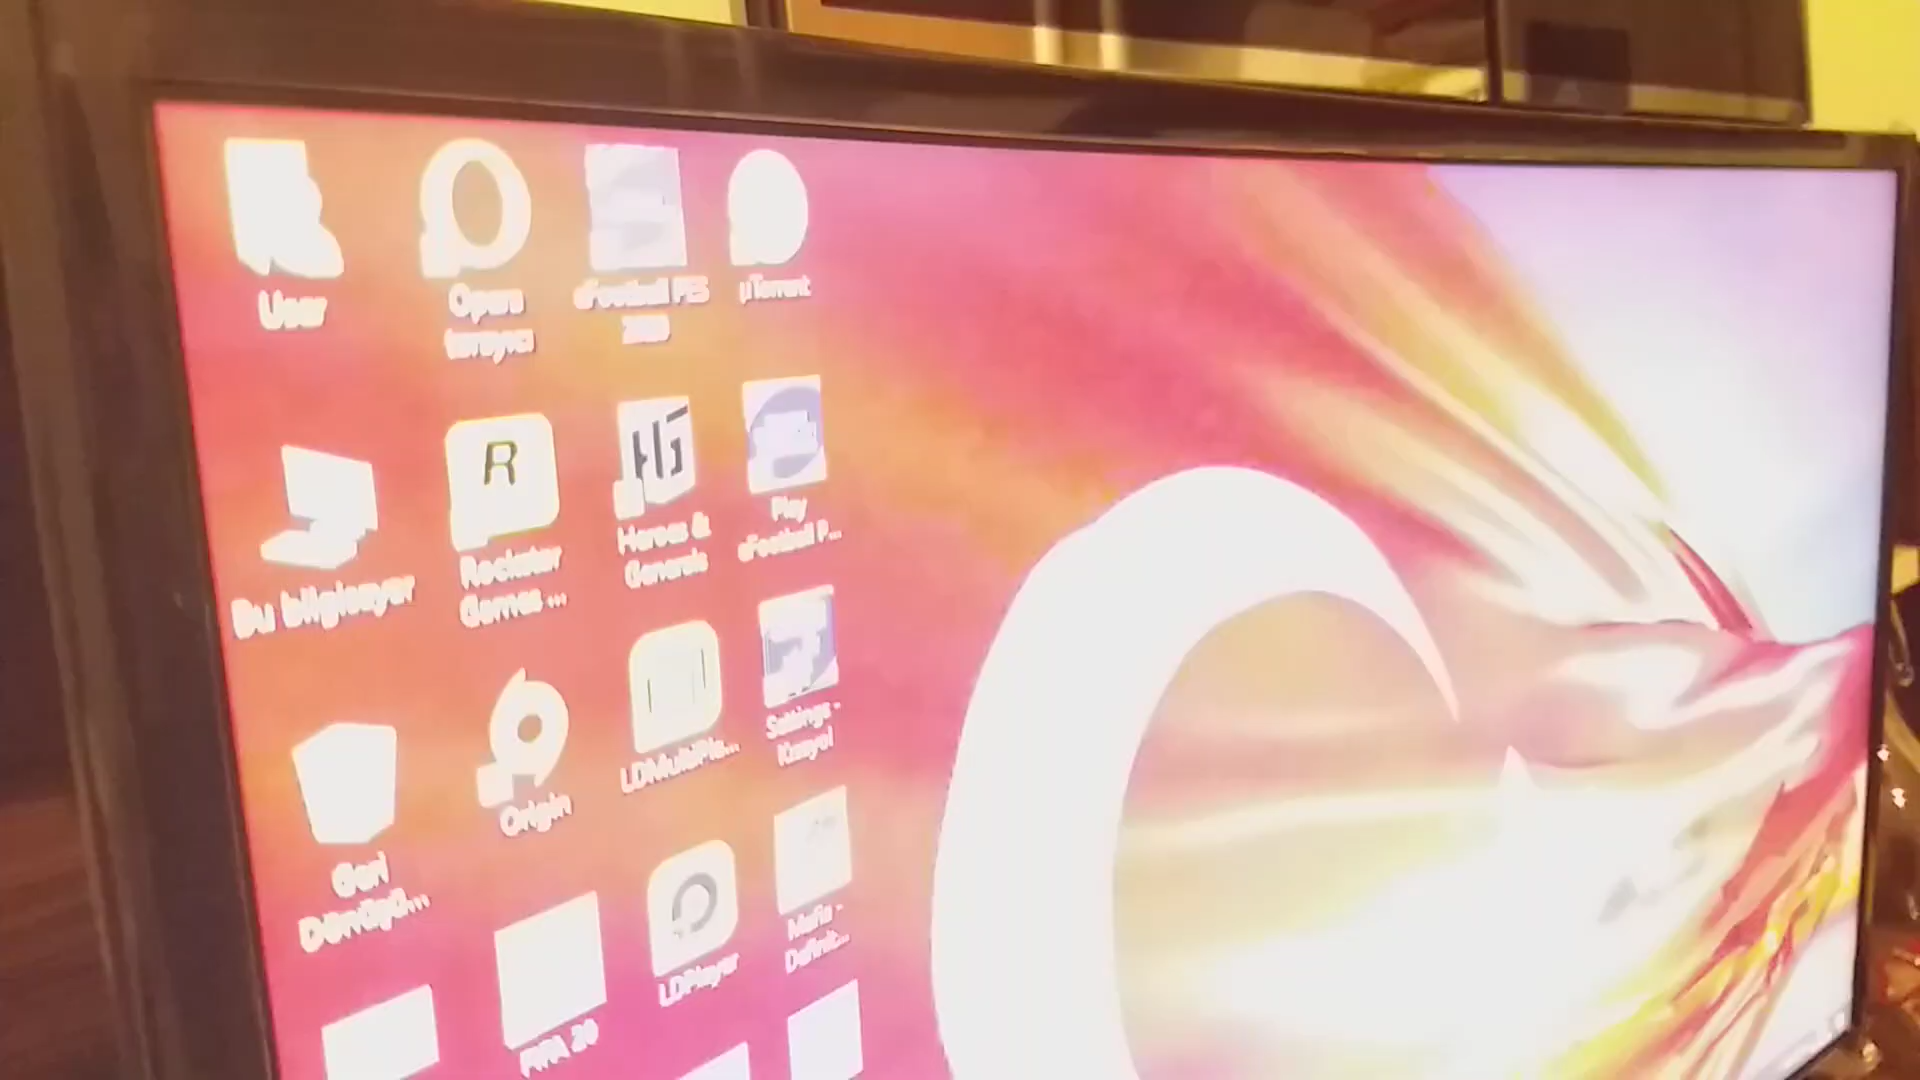 User
Opera
tarayıcı
eFootball PES
2020
µTorrent
Bu bilgisayar
R
Rockstar
Games ...
HG
Heroes &
Generals
Play
eFootball P...
Geri
Dönüşü...
Origin
LDMultiPla...
Settings -
FIFA 20
LDPlayer
Mafia -
Definit...